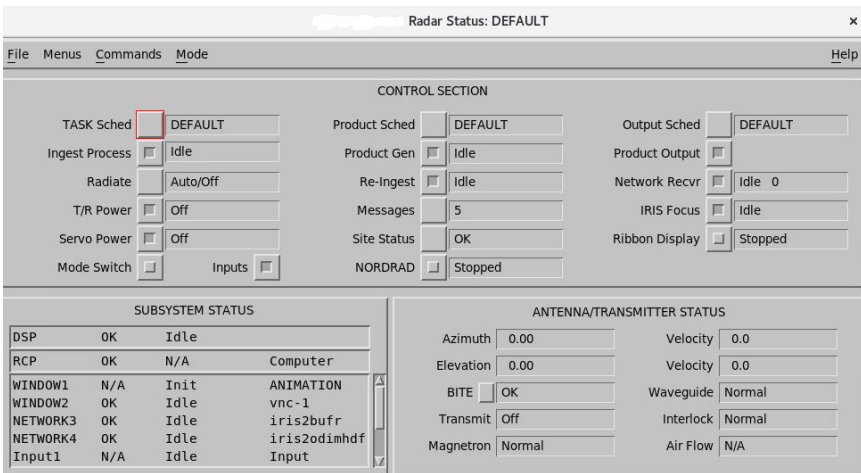 Radar Status: DEFAULT
File Menus Commands Mode Help
CONTROL SECTION
TASK Sched DEFAULT Product Sched DEFAULT Output Sched DEFAULT
Ingest Process Idle Product Gen Idle Product Output
Radiate Auto/Off Re-Ingest Idle Network Recvr Idle 0
T/R Power Off Messages 5 IRIS Focus Idle
Servo Power Off Site Status OK Ribbon Display Stopped
Mode Switch Inputs NORDRAD Stopped
SUBSYSTEM STATUS
DSP OK Idle
RCP OK N/A Computer
WINDOW1 N/A Init ANIMATION
WINDOW2 OK Idle vnc-1
NETWORK3 OK Idle iris2bufr
NETWORK4 OK Idle iris2odimhdf
Input1 N/A Idle Input
ANTENNA/TRANSMITTER STATUS
Azimuth 0.00 Velocity 0.0
Elevation 0.00 Velocity 0.0
BITE OK Waveguide Normal
Transmit Off Interlock Normal
Magnetron Normal Air Flow N/A